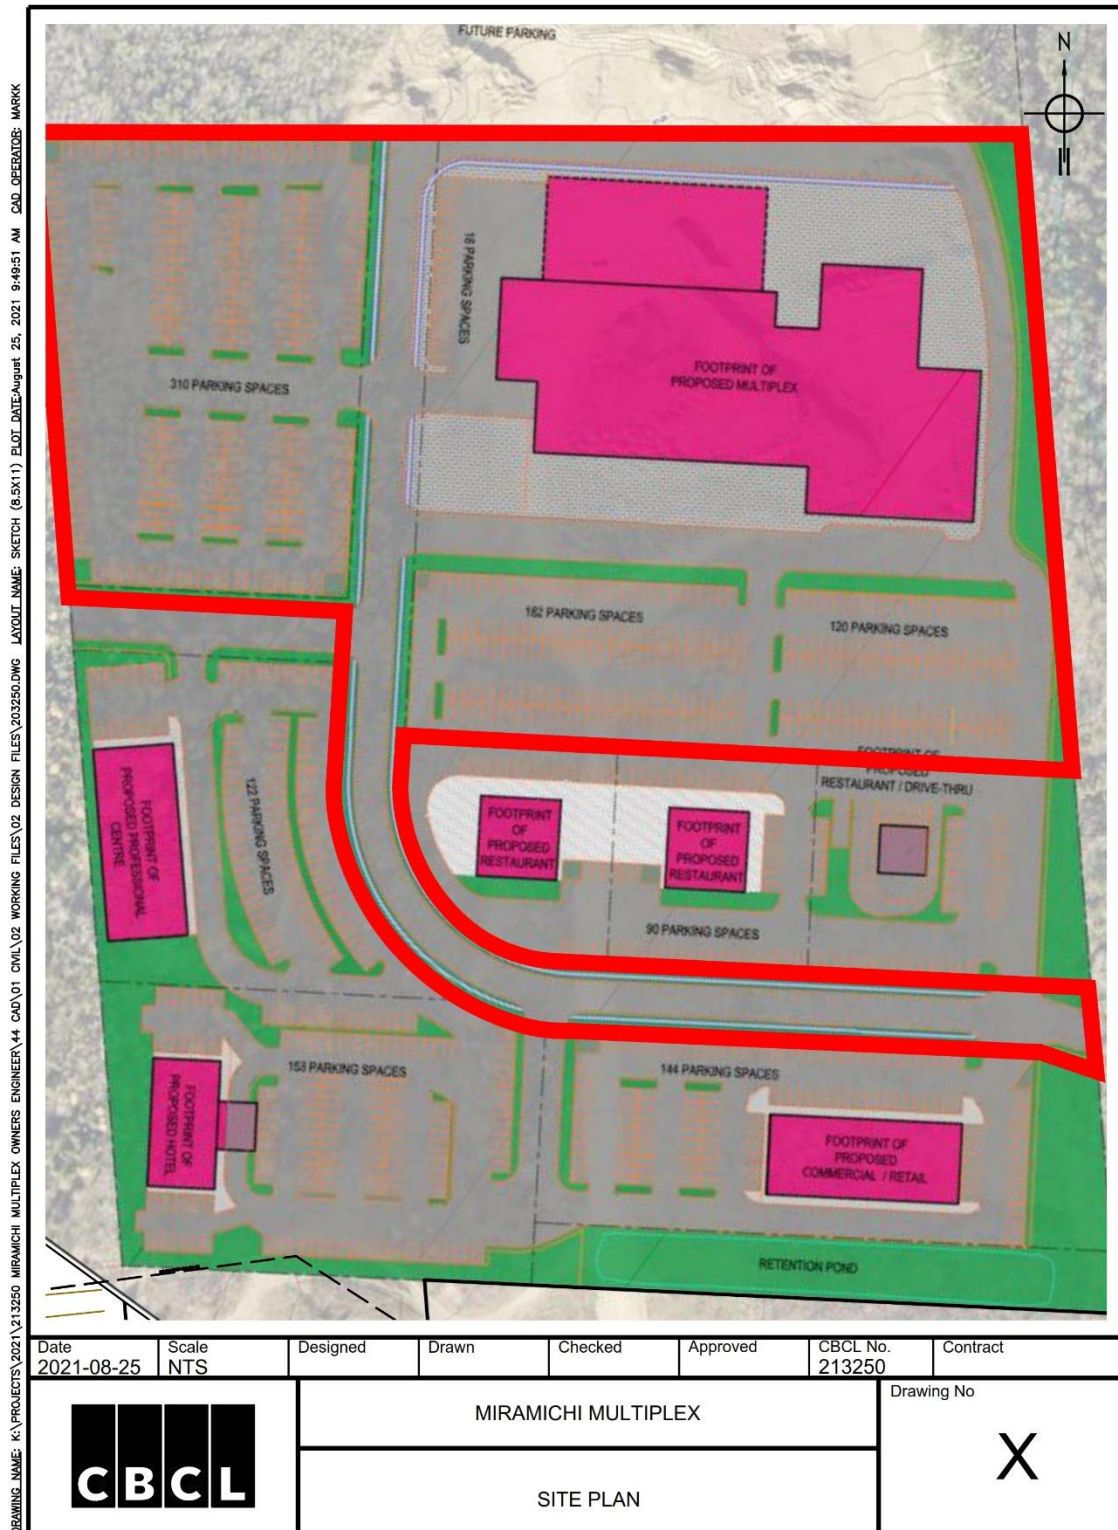 FUTURE PARKING
N
18 PARKING SPACES
310 PARKING SPACES
FOOTPRINT OF
PROPOSED MULTIPLEX
182 PARKING SPACES
120 PARKING SPACES
FOOTPRINT OF
PROPOSED
RESTAURANT / DRIVE-THRU
FOOTPRINT OF
PROPOSED PROFESSIONAL
CENTRE
122 PARKING SPACES
FOOTPRINT
OF
PROPOSED
RESTAURANT
FOOTPRINT
OF
PROPOSED
RESTAURANT
90 PARKING SPACES
153 PARKING SPACES
144 PARKING SPACES
FOOTPRINT OF
PROPOSED HOTEL
FOOTPRINT OF
PROPOSED
COMMERCIAL / RETAIL
RETENTION POND
DRAWING NAME: K:\PROJECTS\2021\213250 MIRAMICHI MULTIPLEX OWNERS ENGINEER\44 CAD\01 CIVIL\02 WORKING FILES\02 DESIGN FILES\203250.DWG LAYOUT NAME: SKETCH (8.5X11) PLOT DATE:August 25, 2021 9:49:51 AM CAD OPERATOR: MARKK
Date Scale Designed Drawn Checked Approved CBCL No. Contract
2021-08-25 NTS 213250
CBCL
MIRAMICHI MULTIPLEX
SITE PLAN
Drawing No
X